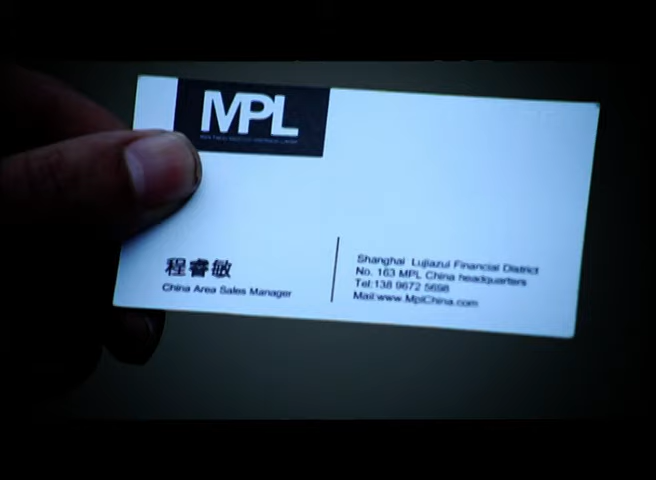 MPL
程睿敏
China Area Sales Manager
Shanghai Lujiazui Financial District
No. 163 MPL China headquarters
Tel:138 9672 5698
Mail:www.MplChina.com